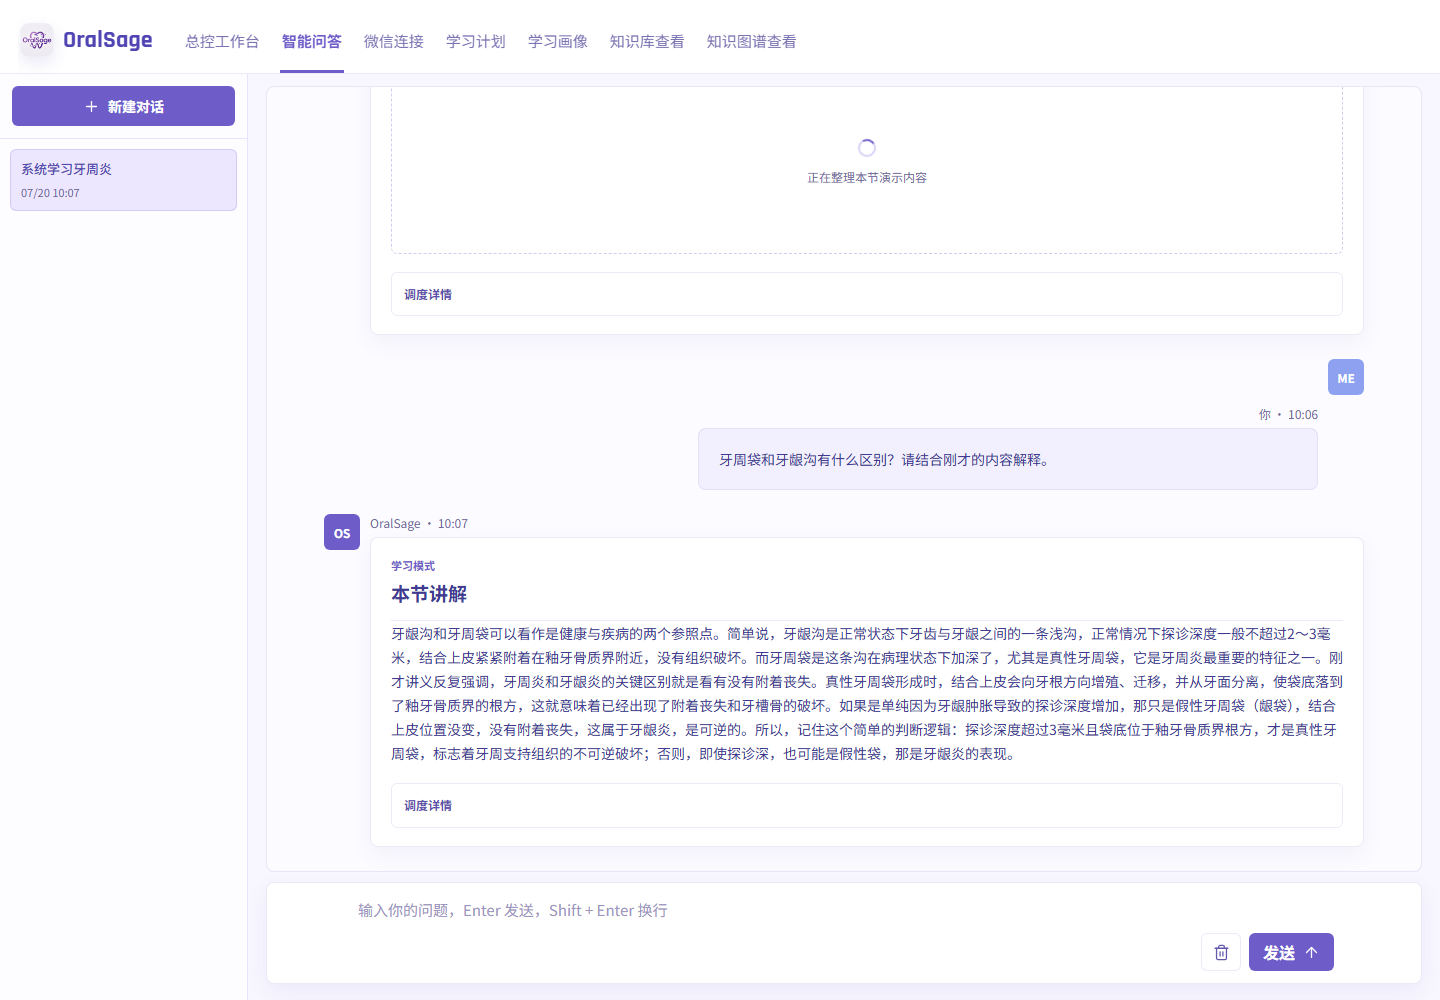 OralSage
OralSage
总控工作台
智能问答
微信连接
学习计划
学习画像
知识库查看
知识图谱查看
新建对话
系统学习牙周炎
07/20 10:07
正在整理本节演示内容
调度详情
ME
你 • 10:06
牙周袋和牙龈沟有什么区别？请结合刚才的内容解释。
OS
OralSage • 10:07
学习模式
本节讲解
牙龈沟和牙周袋可以看作是健康与疾病的两个参照点。简单说，牙龈沟是正常状态下牙齿与牙龈之间的一条浅沟，正常情况下探诊深度一般不超过2～3毫
米，结合上皮紧紧附着在釉牙骨质界附近，没有组织破坏。而牙周袋是这条沟在病理状态下加深了，尤其是真性牙周袋，它是牙周炎最重要的特征之一。刚
才讲义反复强调，牙周炎和牙龈炎的关键区别就是看有没有附着丧失。真性牙周袋形成时，结合上皮会向牙根方向增殖、迁移，并从牙面分离，使袋底落到
了釉牙骨质界的根方，这就意味着已经出现了附着丧失和牙槽骨的破坏。如果是单纯因为牙龈肿胀导致的探诊深度增加，那只是假性牙周袋（龈袋），结合
上皮位置没变，没有附着丧失，这属于牙龈炎，是可逆的。所以，记住这个简单的判断逻辑：探诊深度超过3毫米且袋底位于釉牙骨质界根方，才是真性牙
周袋，标志着牙周支持组织的不可逆破坏；否则，即使探诊深，也可能是假性袋，那是牙龈炎的表现。
调度详情
输入你的问题，Enter 发送，Shift + Enter 换行
发送